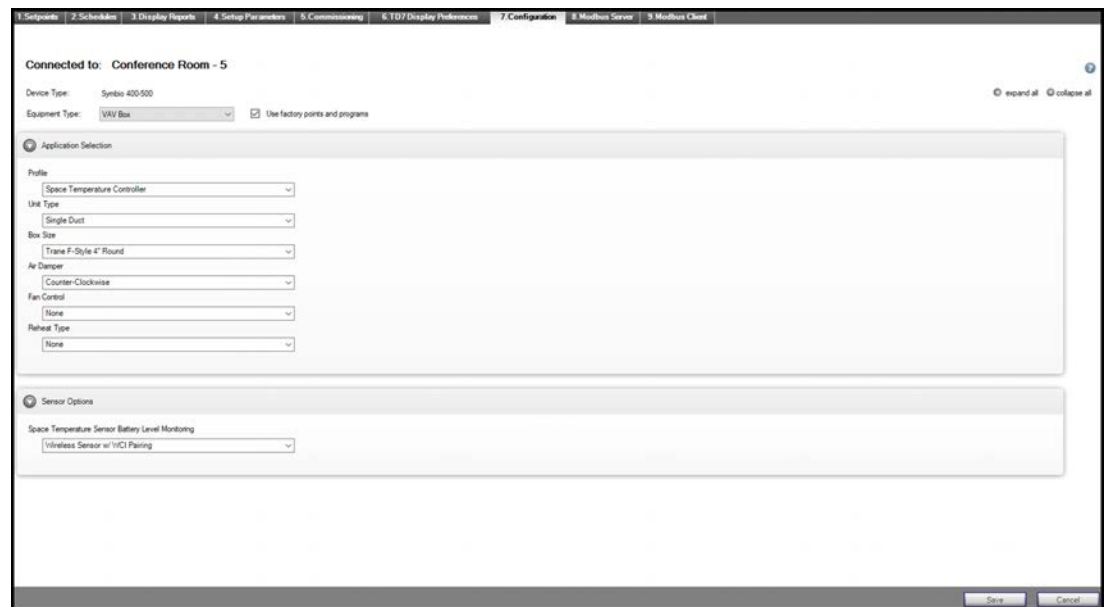 1.Setpoints 2.Schedules 3.Display Reports 4.Setup Parameters 5.Commissioning 6.TD7 Display Preferences 7.Configuration 8.Modbus Server 9.Modbus Client
Connected to: Conference Room - 5
Device Type: Symbio 400-500
expand all collapse all
Equipment Type: VAV Box Use factory points and programs
Application Selection
Profile
Space Temperature Controller
Unit Type
Single Duct
Box Size
Trane F-Style 4" Round
Air Damper
Counter-Clockwise
Fan Control
None
Reheat Type
None
Sensor Options
Space Temperature Sensor Battery Level Monitoring
Wireless Sensor w/ WCI Pairing
Save Cancel